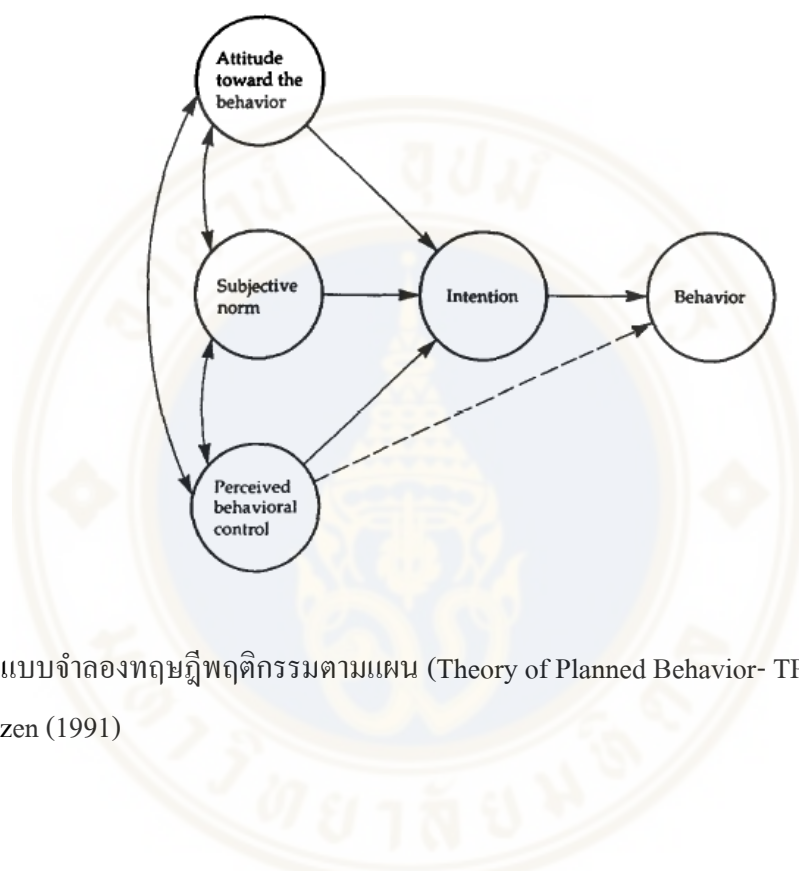 Attitude
toward the
behavior
Subjective
norm
Intention
Behavior
Perceived
behavioral
control
แบบจำลองทฤษฎีพฤติกรรมตามแผน (Theory of Planned Behavior- TP
zen (1991)